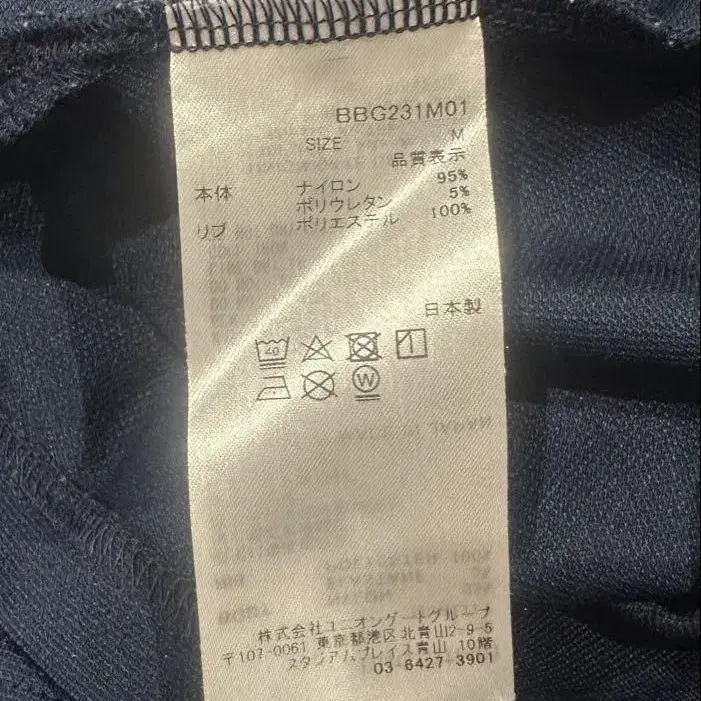 BBG231M01
SIZE M
品質表示
本体 ナイロン 95%
ポリウレタン 5%
リブ ポリエステル 100%
日本製
40
W
株式会社ユニオンゲートグループ
〒107-0061 東京都港区北青山2-9-5
スタジアムプレイス青山 10階
03-6427-3901